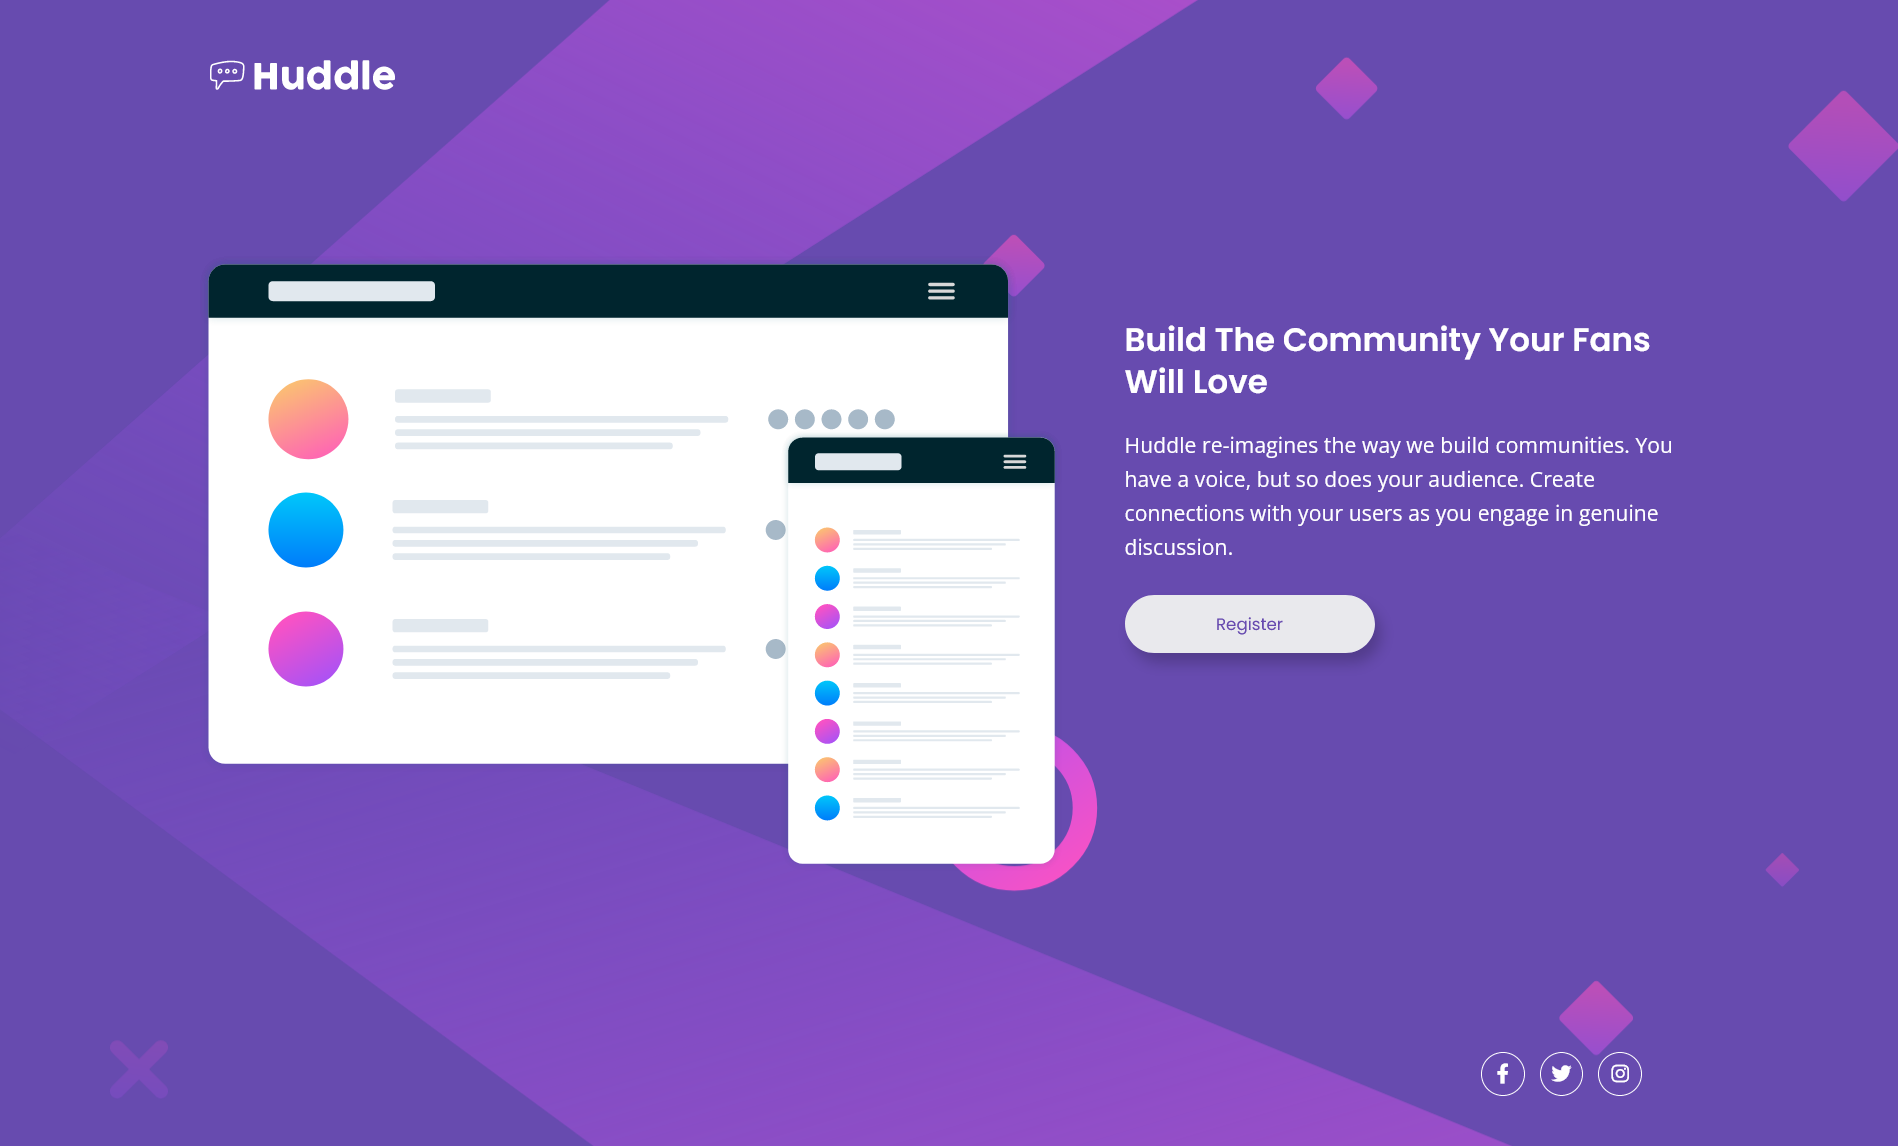 Huddle
Build The Community Your Fans
Will Love
Huddle re-imagines the way we build communities. You
have a voice, but so does your audience. Create
connections with your users as you engage in genuine
discussion.
Register